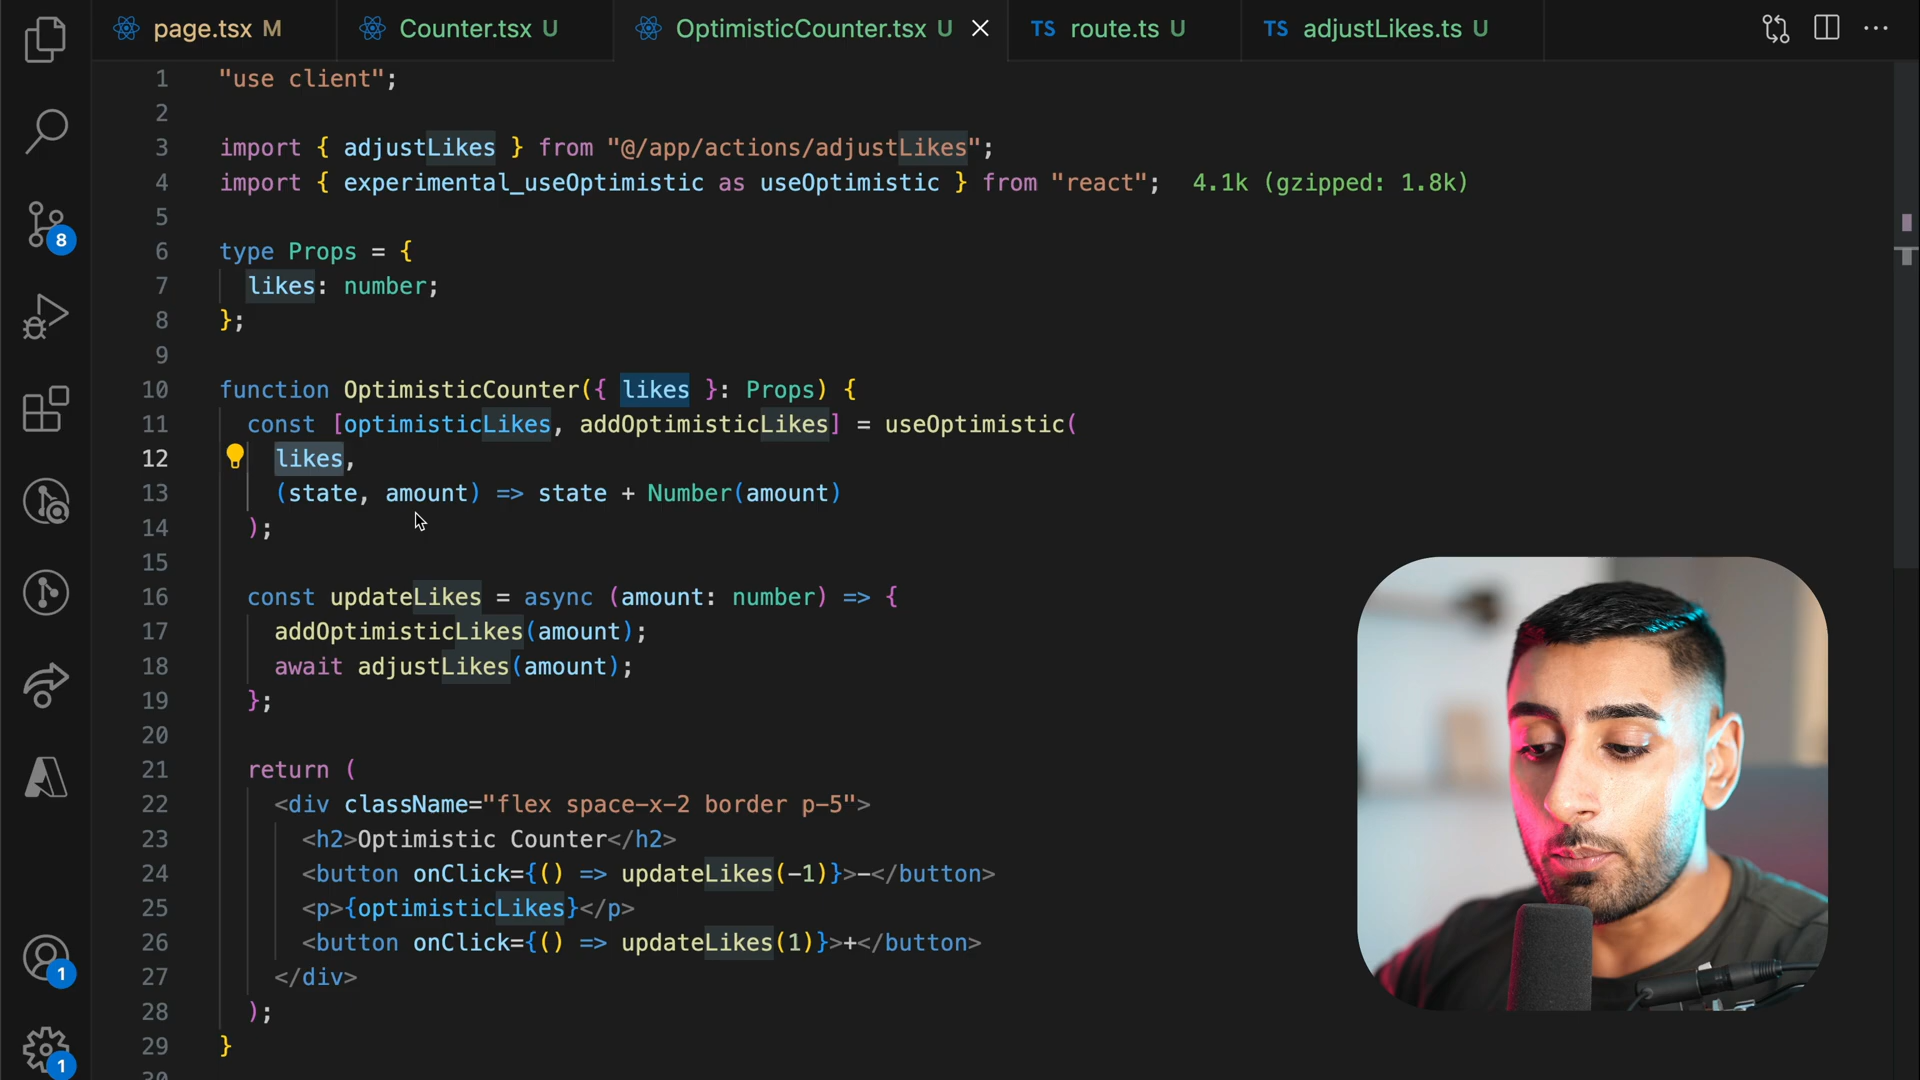 page.tsx M
Counter.tsx U
OptimisticCounter.tsx U
TS route.ts U
TS adjustLikes.ts U
1 "use client";
2
3 import { adjustLikes } from "@/app/actions/adjustLikes";
4 import { experimental_useOptimistic as useOptimistic } from "react"; 4.1k (gzipped: 1.8k)
5
6 type Props = {
7 likes: number;
8 };
9
10 function OptimisticCounter({ likes }: Props) {
11 const [optimisticLikes, addOptimisticLikes] = useOptimistic(
12 likes,
13 (state, amount) => state + Number(amount)
14 );
15
16 const updateLikes = async (amount: number) => {
17 addOptimisticLikes(amount);
18 await adjustLikes(amount);
19 };
20
21 return (
22 <div className="flex space-x-2 border p-5">
23 <h2>Optimistic Counter</h2>
24 <button onClick={() => updateLikes(-1)}>-</button>
25 <p>{optimisticLikes}</p>
26 <button onClick={() => updateLikes(1)}>+</button>
27 </div>
28 );
29 }
30
8
1
1